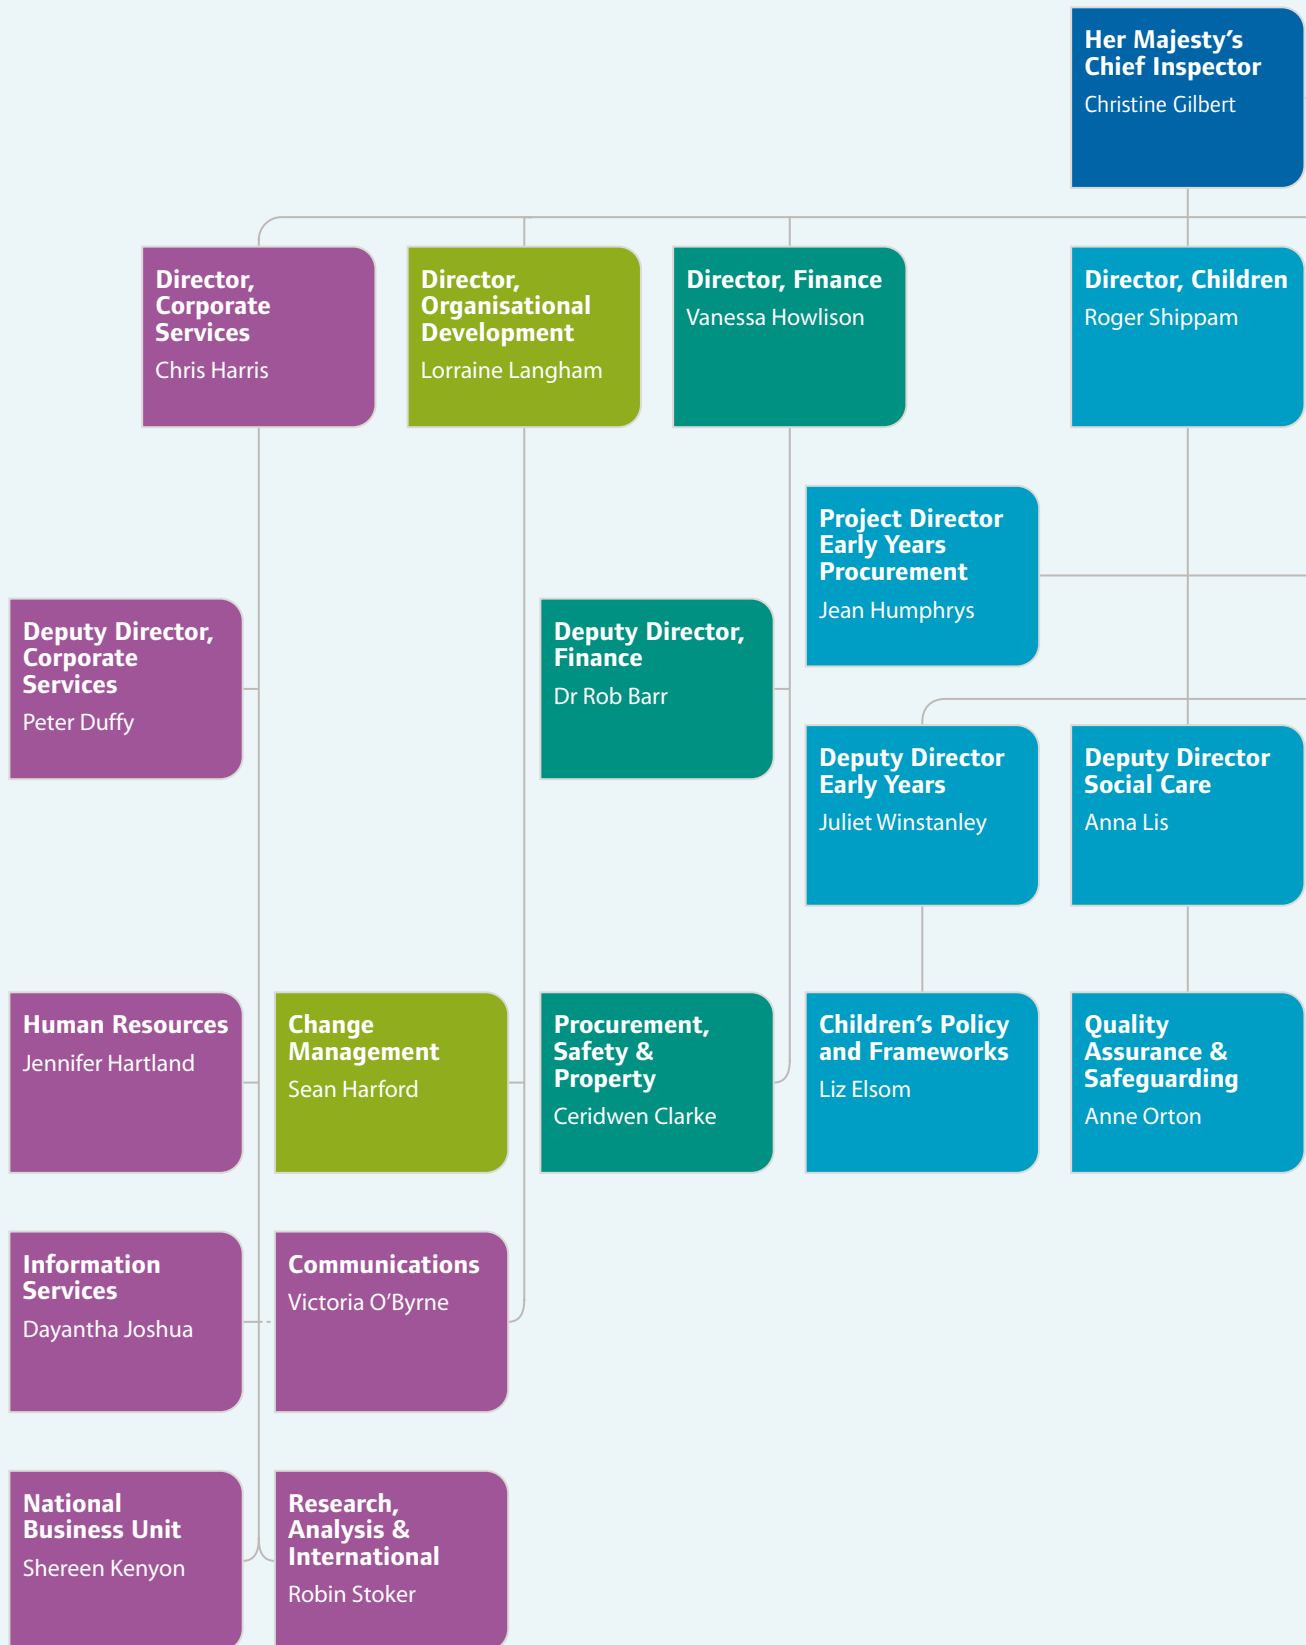 Her Majesty’s
Chief Inspector
Christine Gilbert
Director,
Corporate
Services
Chris Harris
Director,
Organisational
Development
Lorraine Langham
Director, Finance
Vanessa Howlison
Director, Children
Roger Shippam
Project Director
Early Years
Procurement
Jean Humphrys
Deputy Director,
Corporate
Services
Peter Duffy
Deputy Director,
Finance
Dr Rob Barr
Deputy Director
Early Years
Juliet Winstanley
Deputy Director
Social Care
Anna Lis
Human Resources
Jennifer Hartland
Change
Management
Sean Harford
Procurement,
Safety &
Property
Ceridwen Clarke
Children’s Policy
and Frameworks
Liz Elsom
Quality
Assurance &
Safeguarding
Anne Orton
Information
Services
Dayantha Joshua
Communications
Victoria O’Byrne
National
Business Unit
Shereen Kenyon
Research,
Analysis &
International
Robin Stoker